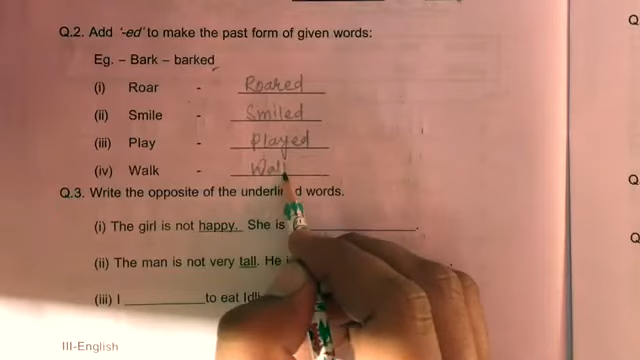 Q.2. Add '-ed' to make the past form of given words:
Eg. – Bark – barked
(i) Roar - Roared
(ii) Smile - Smiled
(iii) Play - Played
(iv) Walk - Wal
Q.3. Write the opposite of the underlined words.
(i) The girl is not happy. She is
(ii) The man is not very tall. He
(iii) I __________ to eat Idli
III-English
Q
Q
Q